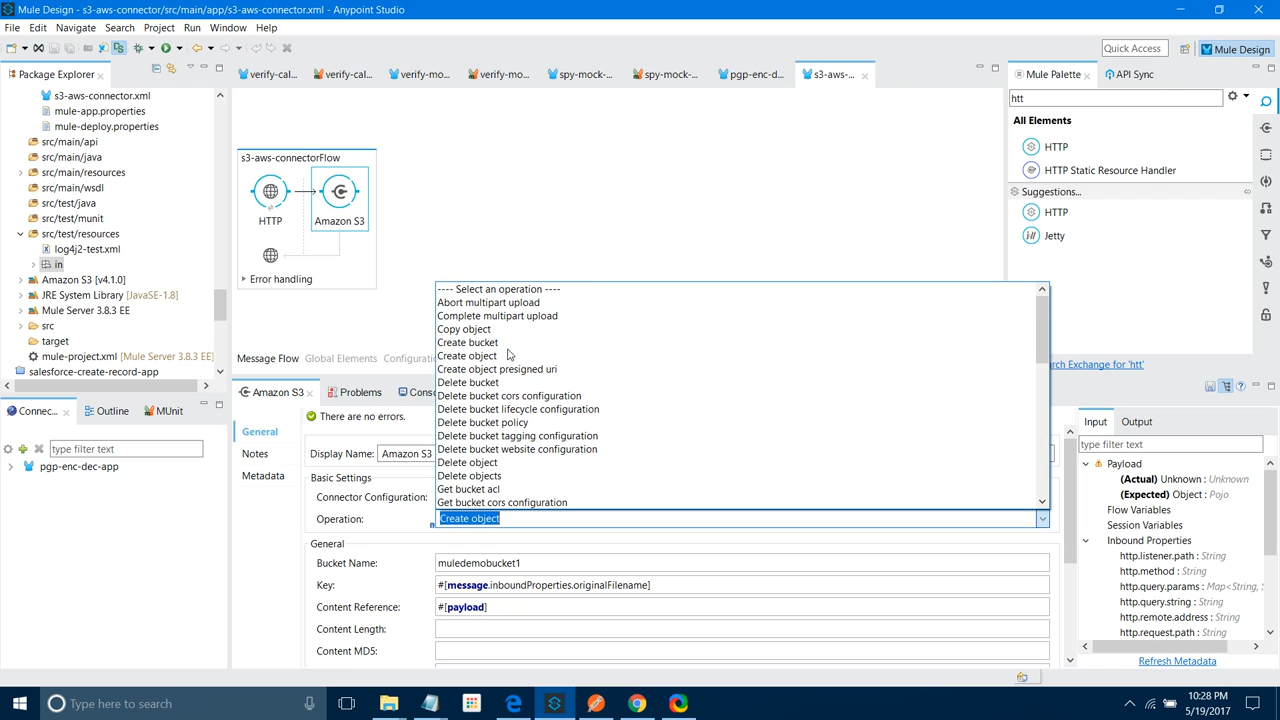 Mule Design - s3-aws-connector/src/main/app/s3-aws-connector.xml - Anypoint Studio
File Edit Navigate Search Project Run Window Help
Quick Access
Mule Design
Package Explorer
s3-aws-connector.xml
mule-app.properties
mule-deploy.properties
src/main/api
src/main/java
src/main/resources
src/main/wsdl
src/test/java
src/test/munit
src/test/resources
log4j2-test.xml
in
Amazon S3 [v4.1.0]
JRE System Library [JavaSE-1.8]
Mule Server 3.8.3 EE
src
target
mule-project.xml [Mule Server 3.8.3 EE]
salesforce-create-record-app
Connec...
Outline
MUnit
type filter text
pgp-enc-dec-app
verify-cal...
verify-cal...
verify-mo...
verify-mo...
spy-mock-...
spy-mock-...
pgp-enc-d...
s3-aws-...
s3-aws-connectorFlow
HTTP
Amazon S3
Error handling
Message Flow Global Elements Configuratio
Amazon S3
Problems
Cons
There are no errors.
General
Notes
Metadata
Display Name:
Amazon S3
Basic Settings
Connector Configuration:
Operation:
Create object
---- Select an operation ----
Abort multipart upload
Complete multipart upload
Copy object
Create bucket
Create object
Create object presigned uri
Delete bucket
Delete bucket cors configuration
Delete bucket lifecycle configuration
Delete bucket policy
Delete bucket tagging configuration
Delete bucket website configuration
Delete object
Delete objects
Get bucket acl
Get bucket cors configuration
General
Bucket Name:
muledemobucket1
Key:
#[message.inboundProperties.originalFilename]
Content Reference:
#[payload]
Content Length:
Content MD5:
Mule Palette
API Sync
htt
All Elements
HTTP
HTTP Static Resource Handler
Suggestions...
HTTP
Jetty
rch Exchange for 'htt'
Input
Output
type filter text
Payload
(Actual) Unknown : Unknown
(Expected) Object : Pojo
Flow Variables
Session Variables
Inbound Properties
http.listener.path : String
http.method : String
http.query.params : Map<String, S
http.query.string : String
http.remote.address : String
http.request.path : String
Refresh Metadata
Type here to search
10:28 PM
5/19/2017